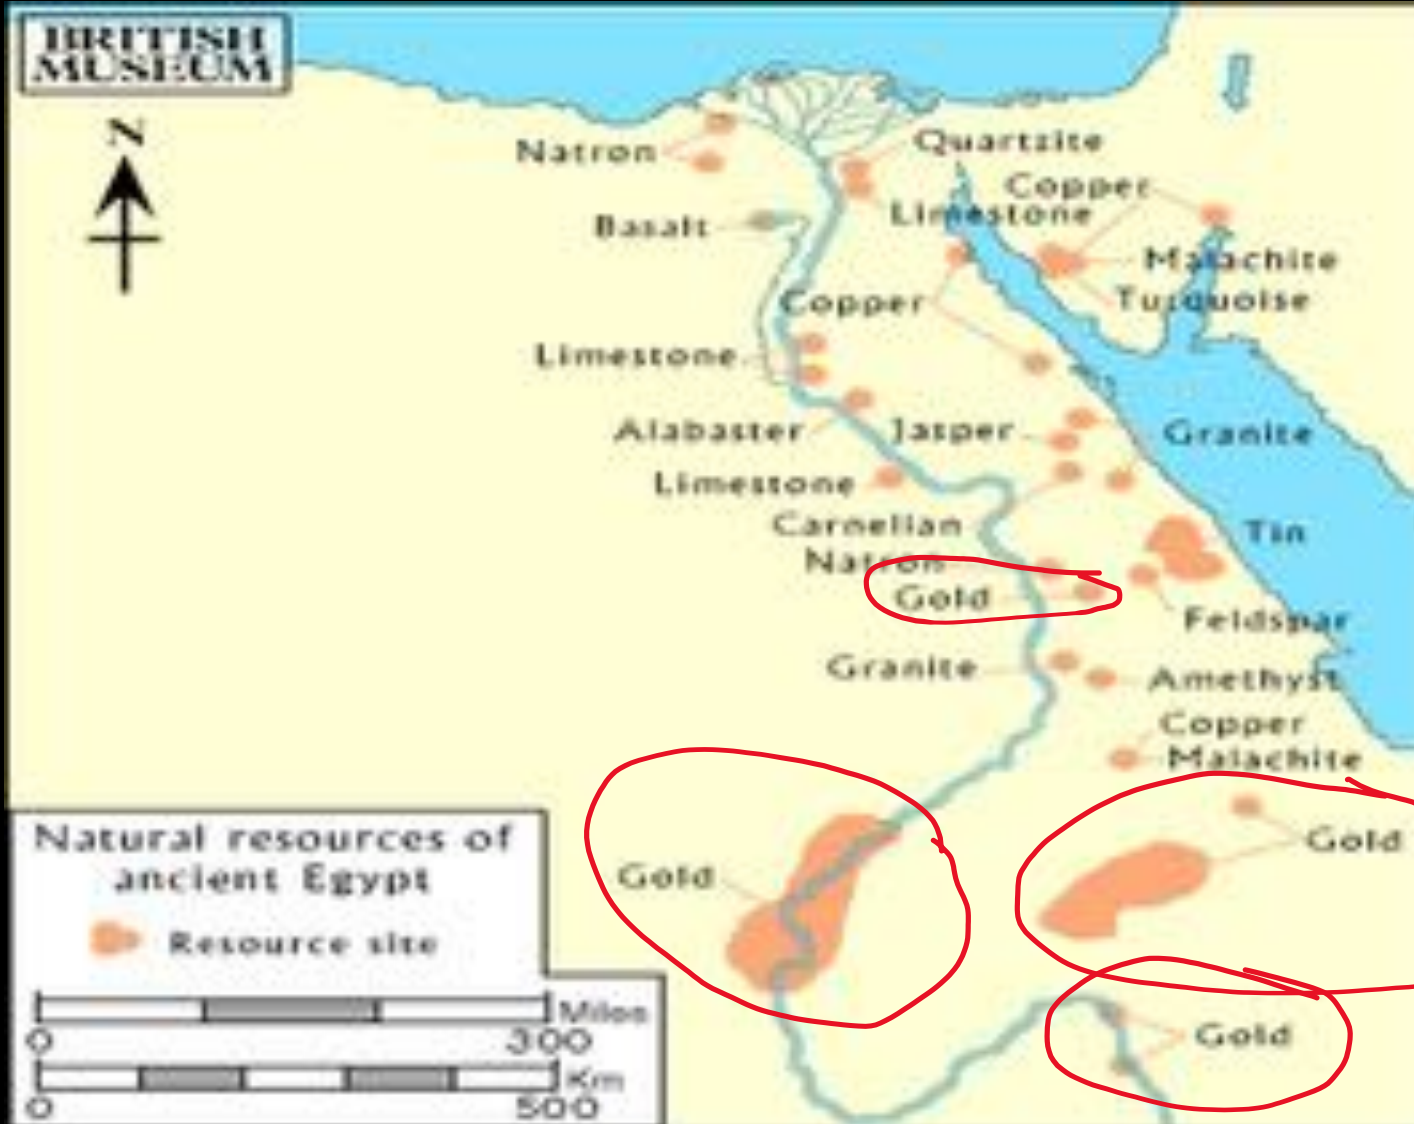 BRITISH
MUSEUM
N
Natron
Quartzite
Copper
Limestone
Basalt
Malachite
Turquoise
Copper
Limestone
Alabaster
Jasper
Granite
Limestone
Carnelian
Tin
Natron
Gold
Feldspar
Granite
Amethyst
Copper
Malachite
Gold
Gold
Gold
Natural resources of
ancient Egypt
Resource site
Miles
0 300
Km
0 500